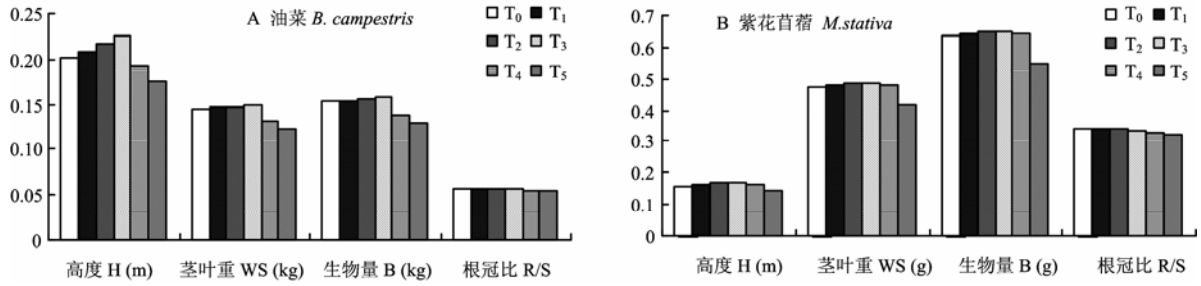 A 油菜 B. campestris
T0 T1
T2 T3
T4 T5
0.25
0.20
0.15
0.10
0.05
0
高度 H (m) 茎叶重 WS (kg) 生物量 B (kg) 根冠比 R/S
B 紫花苜蓿 M.stativa
T0 T1
T2 T3
T4 T5
0.7
0.6
0.5
0.4
0.3
0.2
0.1
0
高度 H (m) 茎叶重 WS (g) 生物量 B (g) 根冠比 R/S